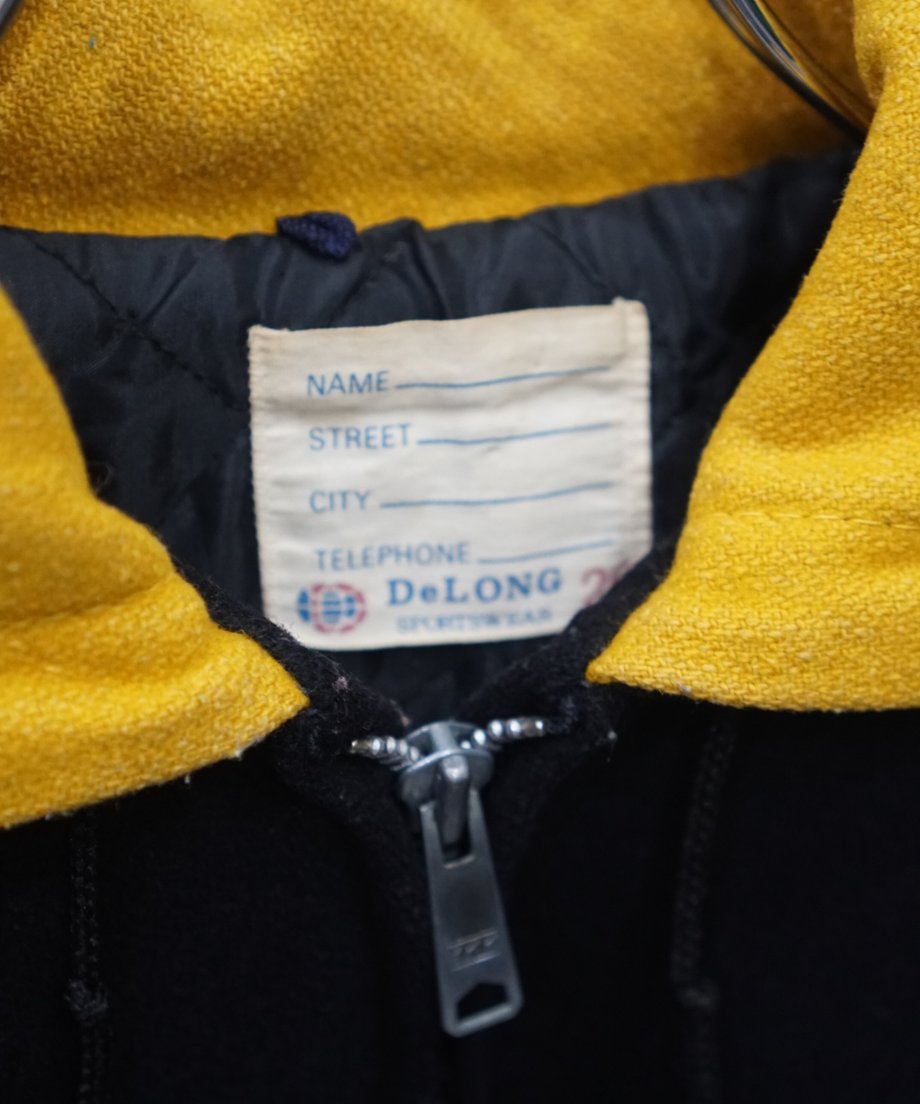 NAME
STREET
CITY
TELEPHONE
DeLONG
SPORTSWEAR